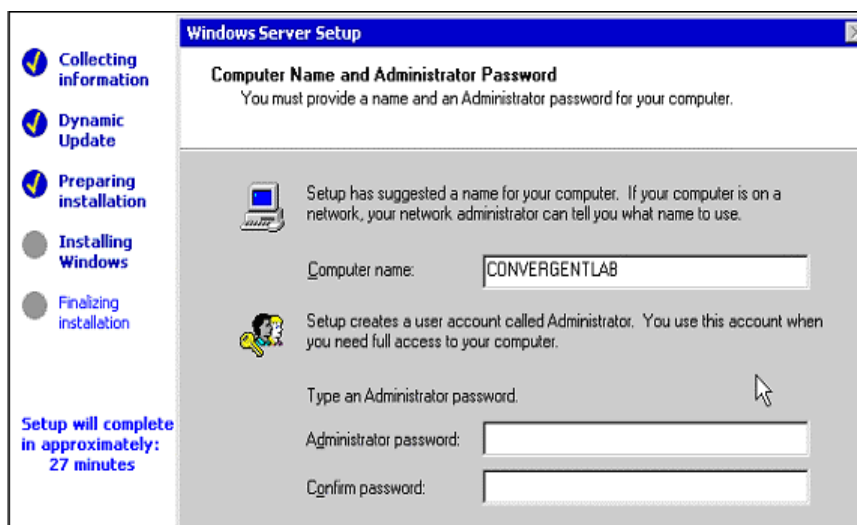 Collecting
information
Dynamic
Update
Preparing
installation
Installing
Windows
Finalizing
installation
Setup will complete
in approximately:
27 minutes
Windows Server Setup
Computer Name and Administrator Password
You must provide a name and an Administrator password for your computer.
Setup has suggested a name for your computer. If your computer is on a
network, your network administrator can tell you what name to use.
Computer name: CONVERGENTLAB
Setup creates a user account called Administrator. You use this account when
you need full access to your computer.
Type an Administrator password.
Administrator password:
Confirm password: